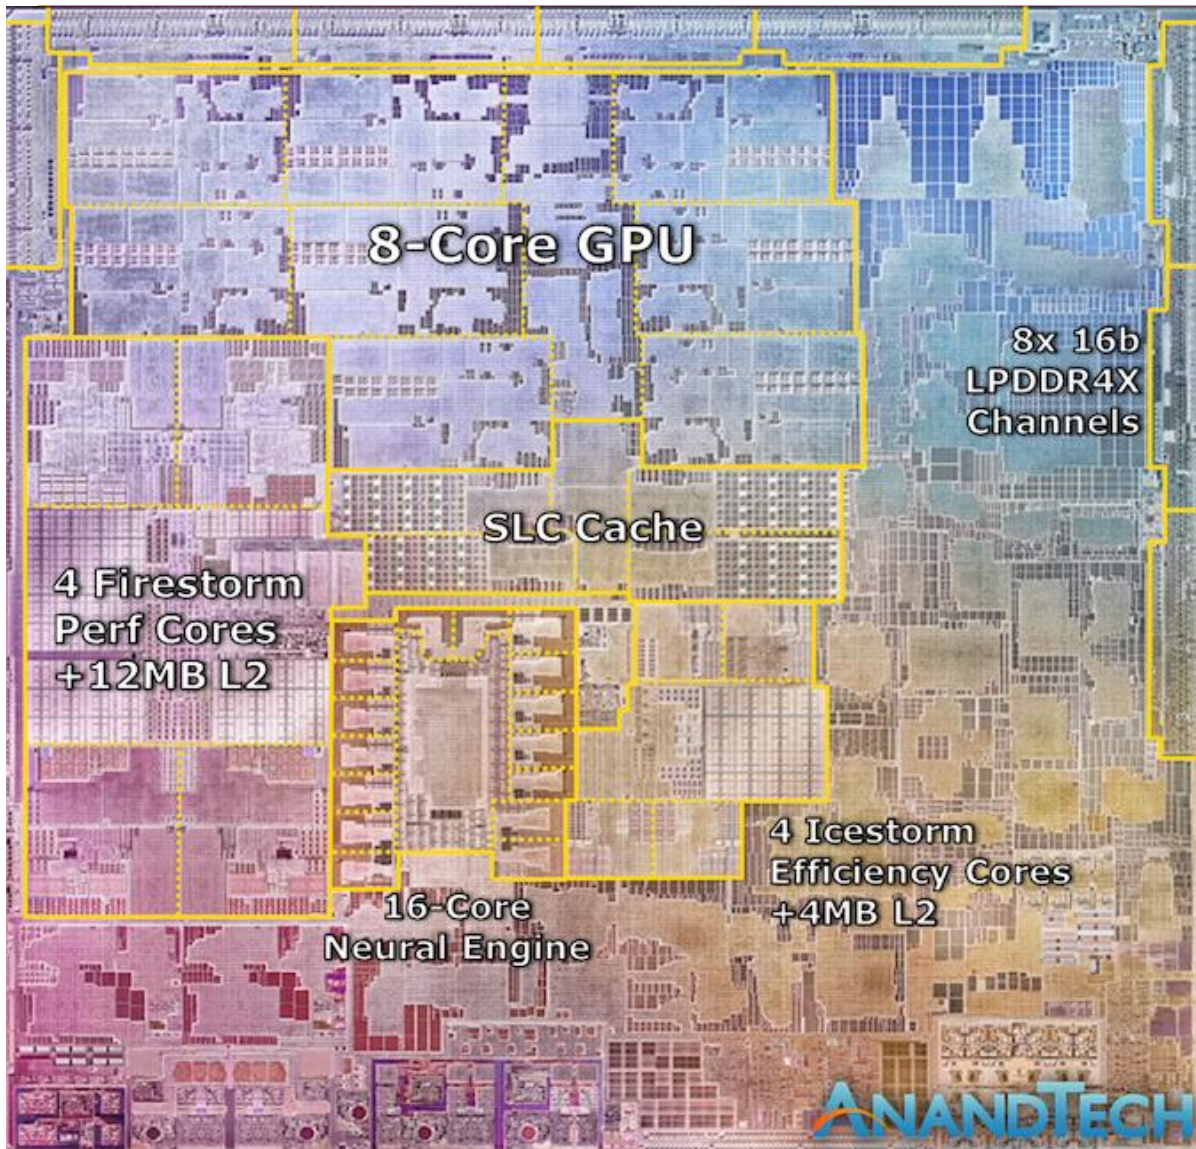 8-Core GPU
8x 16b
LPDDR4X
Channels
SLC Cache
4 Firestorm
Perf Cores
+12MB L2
4 Icestorm
Efficiency Cores
+4MB L2
16-Core
Neural Engine
ANANDTECH